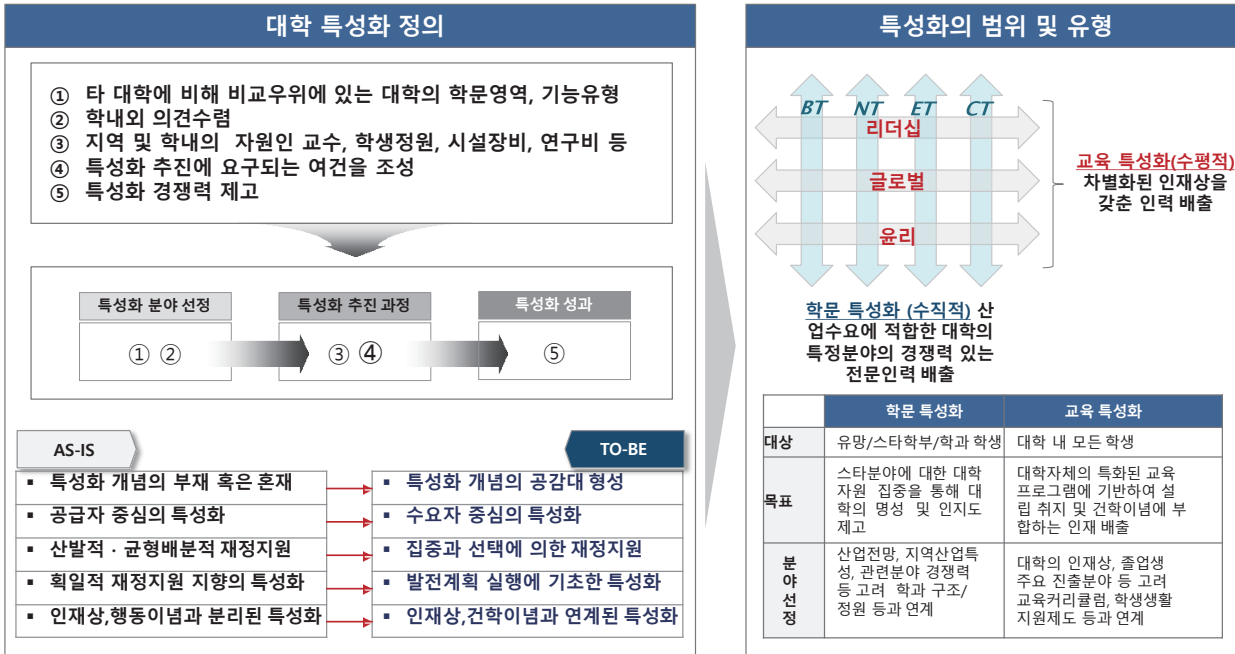 대학 특성화 정의
① 타 대학에 비해 비교우위에 있는 대학의 학문영역, 기능유형
② 학내외 의견수렴
③ 지역 및 학내의 자원인 교수, 학생정원, 시설장비, 연구비 등
④ 특성화 추진에 요구되는 여건을 조성
⑤ 특성화 경쟁력 제고
특성화 분야 선정
특성화 추진 과정
특성화 성과
① ②
③ ④
⑤
AS-IS
TO-BE
▪ 특성화 개념의 부재 혹은 혼재
▪ 특성화 개념의 공감대 형성
▪ 공급자 중심의 특성화
▪ 수요자 중심의 특성화
▪ 산발적 · 균형배분적 재정지원
▪ 집중과 선택에 의한 재정지원
▪ 획일적 재정지원 지향의 특성화
▪ 발전계획 실행에 기초한 특성화
▪ 인재상,행동이념과 분리된 특성화
▪ 인재상,건학이념과 연계된 특성화
특성화의 범위 및 유형
BT NT ET CT
리더십
글로벌
윤리
교육 특성화(수평적)
차별화된 인재상을
갖춘 인력 배출
학문 특성화 (수직적) 산
업수요에 적합한 대학의
특정분야의 경쟁력 있는
전문인력 배출
학문 특성화
교육 특성화
대상
유망/스타학부/학과 학생
대학 내 모든 학생
목표
스타분야에 대한 대학
자원 집중을 통해 대
학의 명성 및 인지도
제고
대학자체의 특화된 교육
프로그램에 기반하여 설
립 취지 및 건학이념에 부
합하는 인재 배출
분
야
선
정
산업전망, 지역산업특
성, 관련분야 경쟁력
등 고려 학과 구조/
정원 등과 연계
대학의 인재상, 졸업생
주요 진출분야 등 고려
교육커리큘럼, 학생생활
지원제도 등과 연계